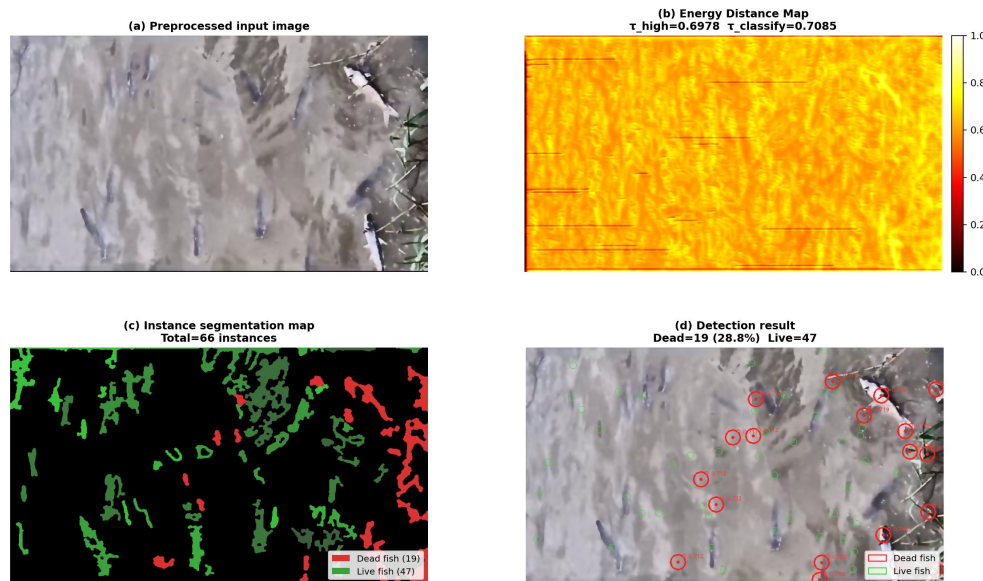 (a) Preprocessed input image
(b) Energy Distance Map
τ_high=0.6978 τ_classify=0.7085
1.0
0.8
0.6
0.4
0.2
0.0
(c) Instance segmentation map
Total=66 instances
Dead fish (19)
Live fish (47)
(d) Detection result
Dead=19 (28.8%) Live=47
Dead fish
Live fish